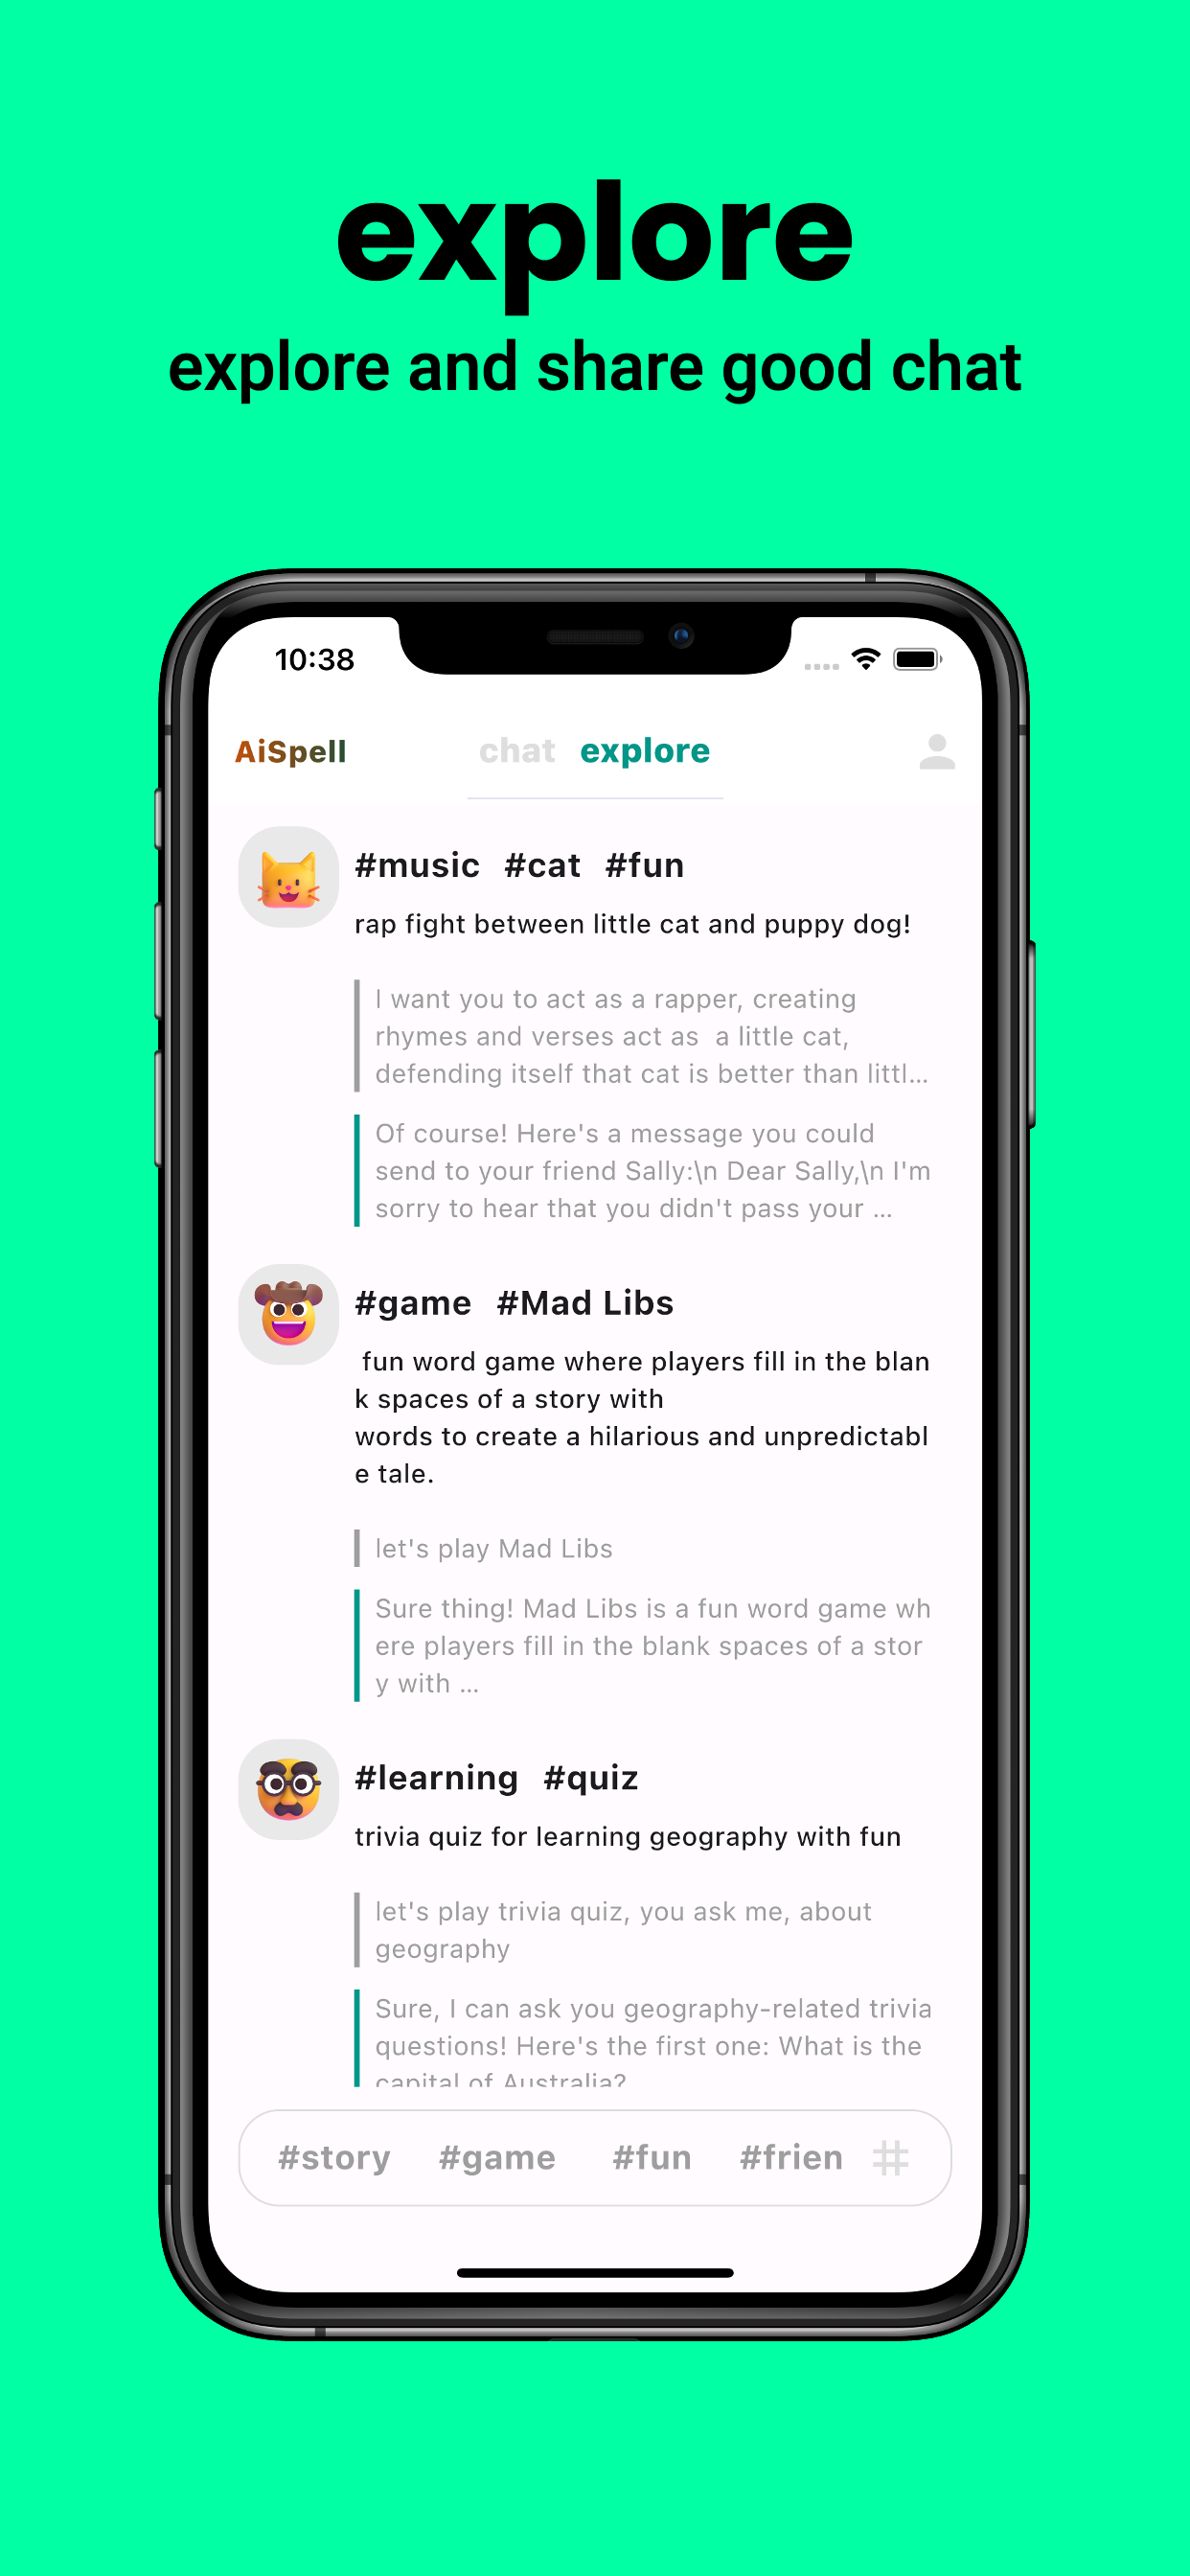 explore
explore and share good chat
10:38
AiSpell
chat explore
#music #cat #fun
rap fight between little cat and puppy dog!
I want you to act as a rapper, creating
rhymes and verses act as  a little cat,
defending itself that cat is better than littl...
Of course! Here's a message you could
send to your friend Sally:\n Dear Sally,\n I'm
sorry to hear that you didn't pass your ...
#game #Mad Libs
fun word game where players fill in the blan
k spaces of a story with
words to create a hilarious and unpredictabl
e tale.
let's play Mad Libs
Sure thing! Mad Libs is a fun word game wh
ere players fill in the blank spaces of a stor
y with ...
#learning #quiz
trivia quiz for learning geography with fun
let's play trivia quiz, you ask me, about
geography
Sure, I can ask you geography-related trivia
questions! Here's the first one: What is the
capital of Australia?
#story #game #fun #frien #